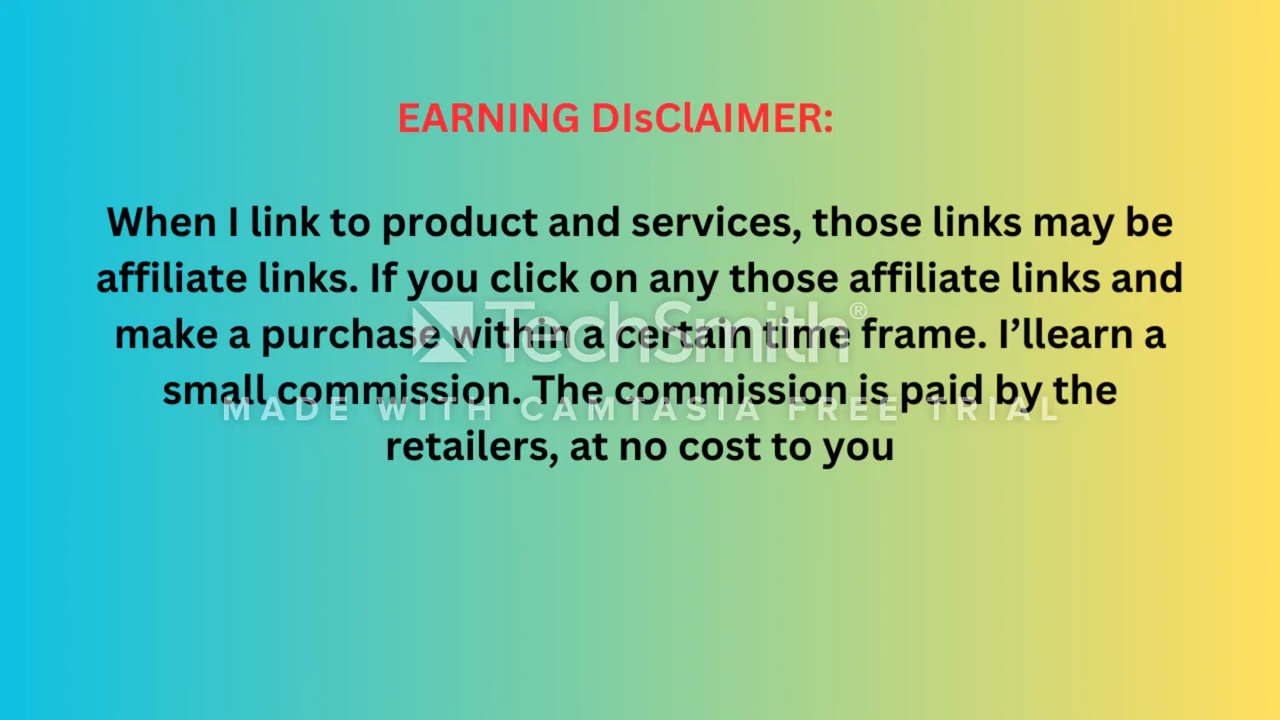 EARNING DIsClAIMER:
When I link to product and services, those links may be
affiliate links. If you click on any those affiliate links and
make a purchase within a certain time frame. I’llearn a
TechSmith®
small commission. The commission is paid by the
MADE WITH CAMTASIA FREE TRIAL
retailers, at no cost to you